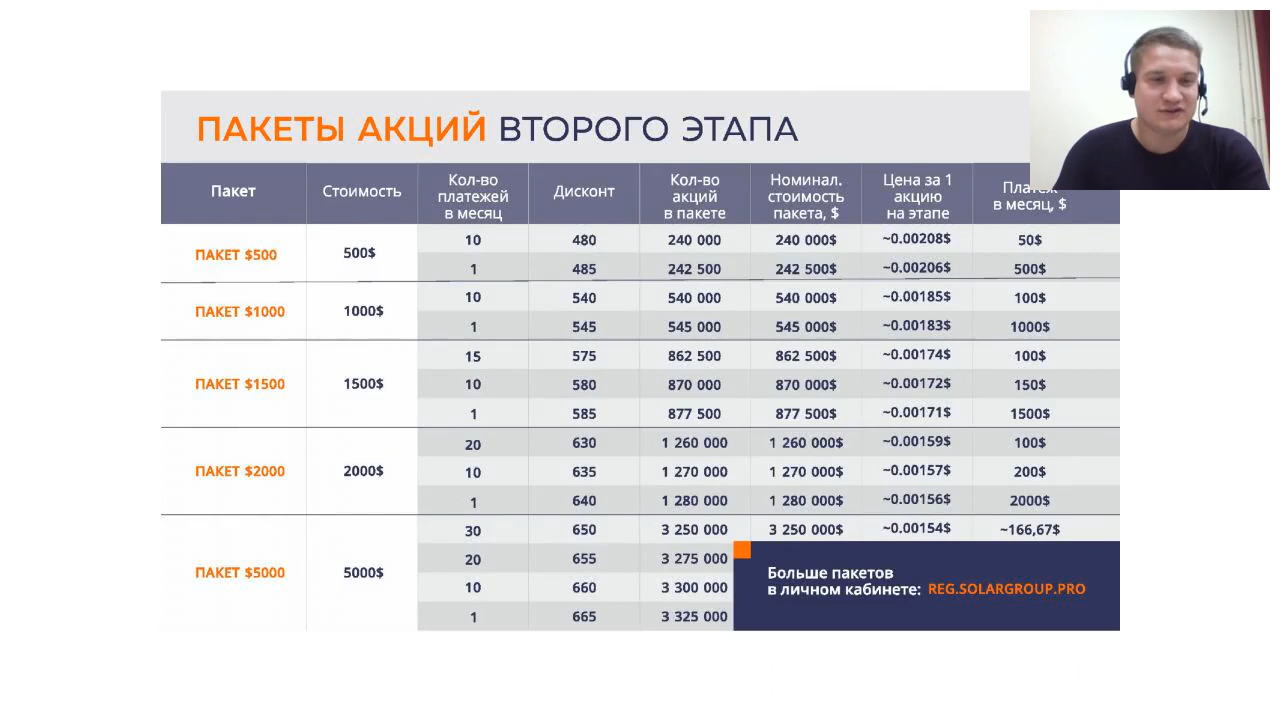 ПАКЕТЫ АКЦИЙ ВТОРОГО ЭТАПА
Пакет Стоимость Кол-во платежей в месяц Дисконт Кол-во акций в пакете Номинал. стоимость пакета, $ Цена за 1 акцию на этапе Платеж в месяц, $
ПАКЕТ $500 500$
10 480 240 000 240 000$ ~0.00208$ 50$
1 485 242 500 242 500$ ~0.00206$ 500$
ПАКЕТ $1000 1000$
10 540 540 000 540 000$ ~0.00185$ 100$
1 545 545 000 545 000$ ~0.00183$ 1000$
ПАКЕТ $1500 1500$
15 575 862 500 862 500$ ~0.00174$ 100$
10 580 870 000 870 000$ ~0.00172$ 150$
1 585 877 500 877 500$ ~0.00171$ 1500$
ПАКЕТ $2000 2000$
20 630 1 260 000 1 260 000$ ~0.00159$ 100$
10 635 1 270 000 1 270 000$ ~0.00157$ 200$
1 640 1 280 000 1 280 000$ ~0.00156$ 2000$
ПАКЕТ $5000 5000$
30 650 3 250 000 3 250 000$ ~0.00154$ ~166,67$
20 655 3 275 000
10 660 3 300 000
1 665 3 325 000
Больше пакетов
в личном кабинете: REG.SOLARGROUP.PRO